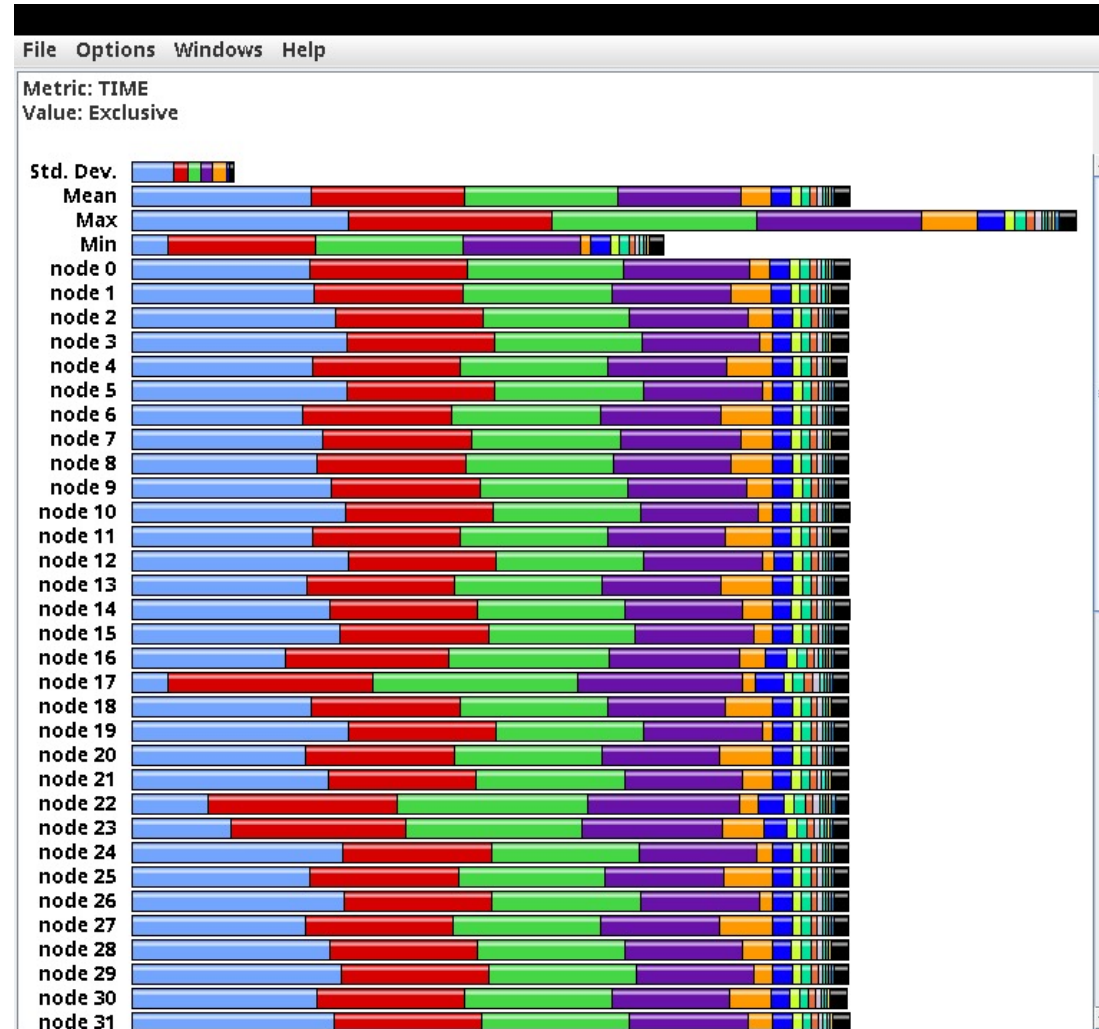 File Options Windows Help
Metric: TIME
Value: Exclusive
Std. Dev.
Mean
Max
Min
node 0
node 1
node 2
node 3
node 4
node 5
node 6
node 7
node 8
node 9
node 10
node 11
node 12
node 13
node 14
node 15
node 16
node 17
node 18
node 19
node 20
node 21
node 22
node 23
node 24
node 25
node 26
node 27
node 28
node 29
node 30
node 31